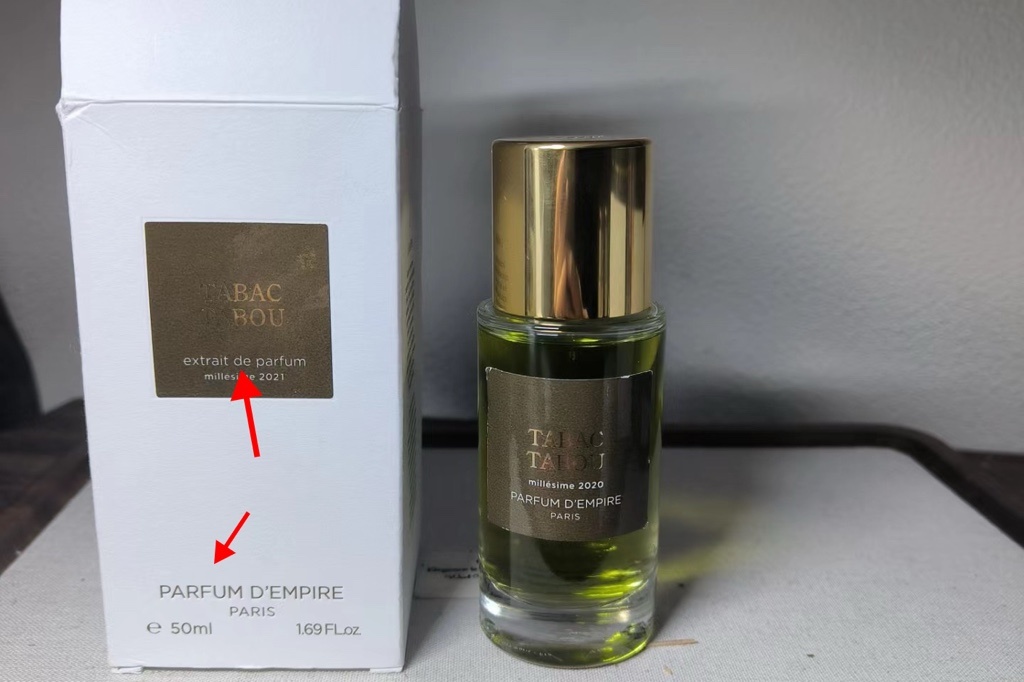 TABAC
TABOU
extrait de parfum
millésime 2021
PARFUM D'EMPIRE
PARIS
e 50ml 1.69 FL.oz.
TABAC
TABOU
millésime 2020
PARFUM D'EMPIRE
PARIS